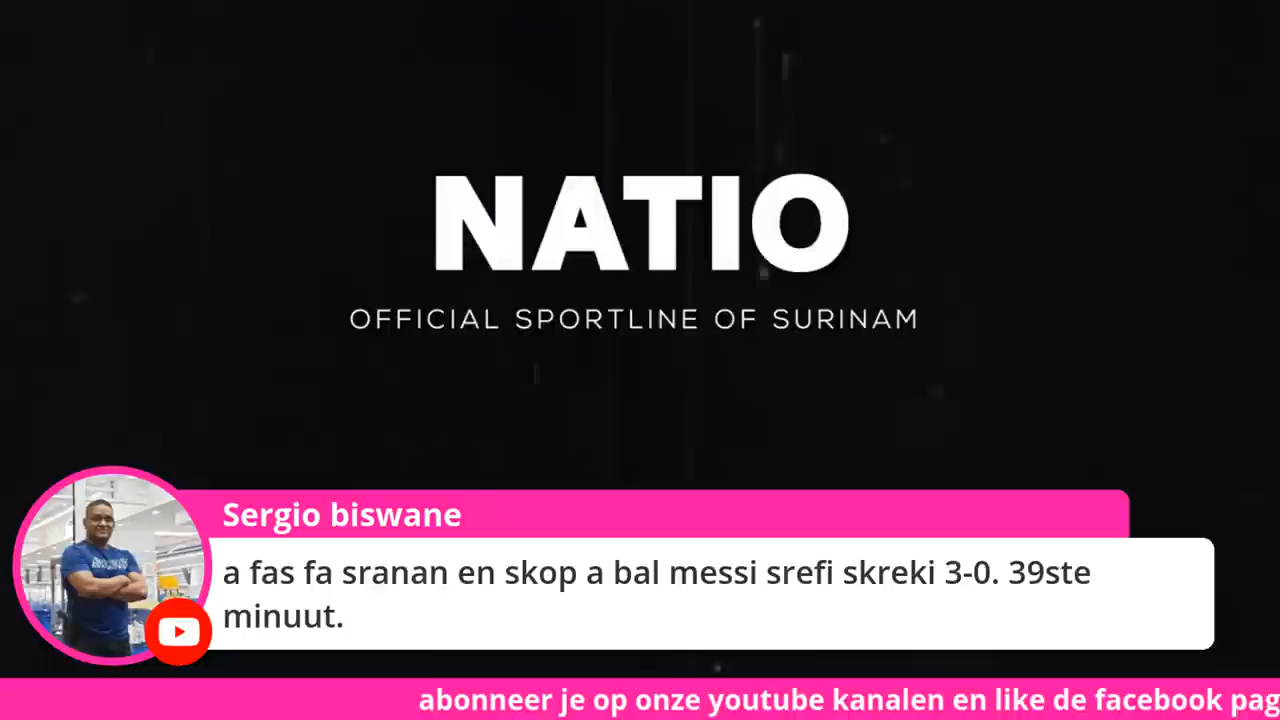 NATIO
OFFICIAL SPORTLINE OF SURINAM
Sergio biswane
a fas fa sranan en skop a bal messi srefi skreki 3-0. 39ste
minuut.
abonneer je op onze youtube kanalen en like de facebook pag